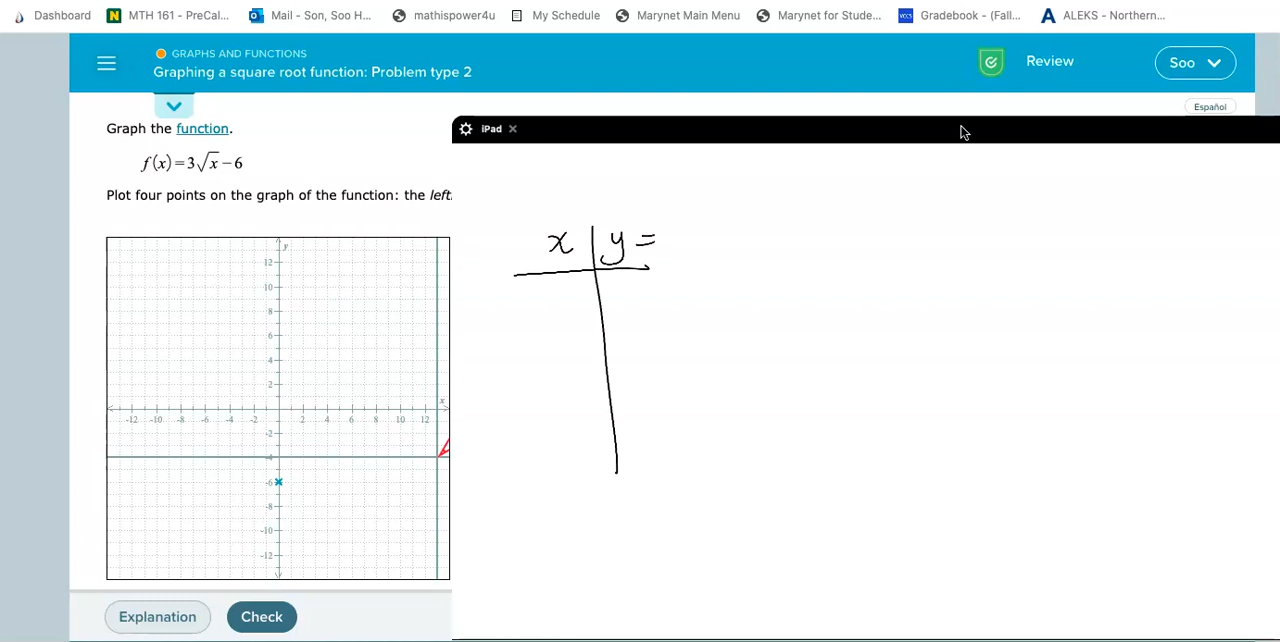 Dashboard MTH 161 - PreCal... Mail - Son, Soo H... mathispower4u My Schedule Marynet Main Menu Marynet for Stude... VCCS Gradebook - (Fall... ALEKS - Northern...
GRAPHS AND FUNCTIONS
Graphing a square root function: Problem type 2
Review
Soo
Español
Graph the function.
iPad
f(x)=3√x−6
Plot four points on the graph of the function: the left
x y =
y
12
10
8
6
4
2
x
-12 -10 -8 -6 -4 -2 2 4 6 8 10 12
-2
-4
-6
-8
-10
-12
Explanation Check